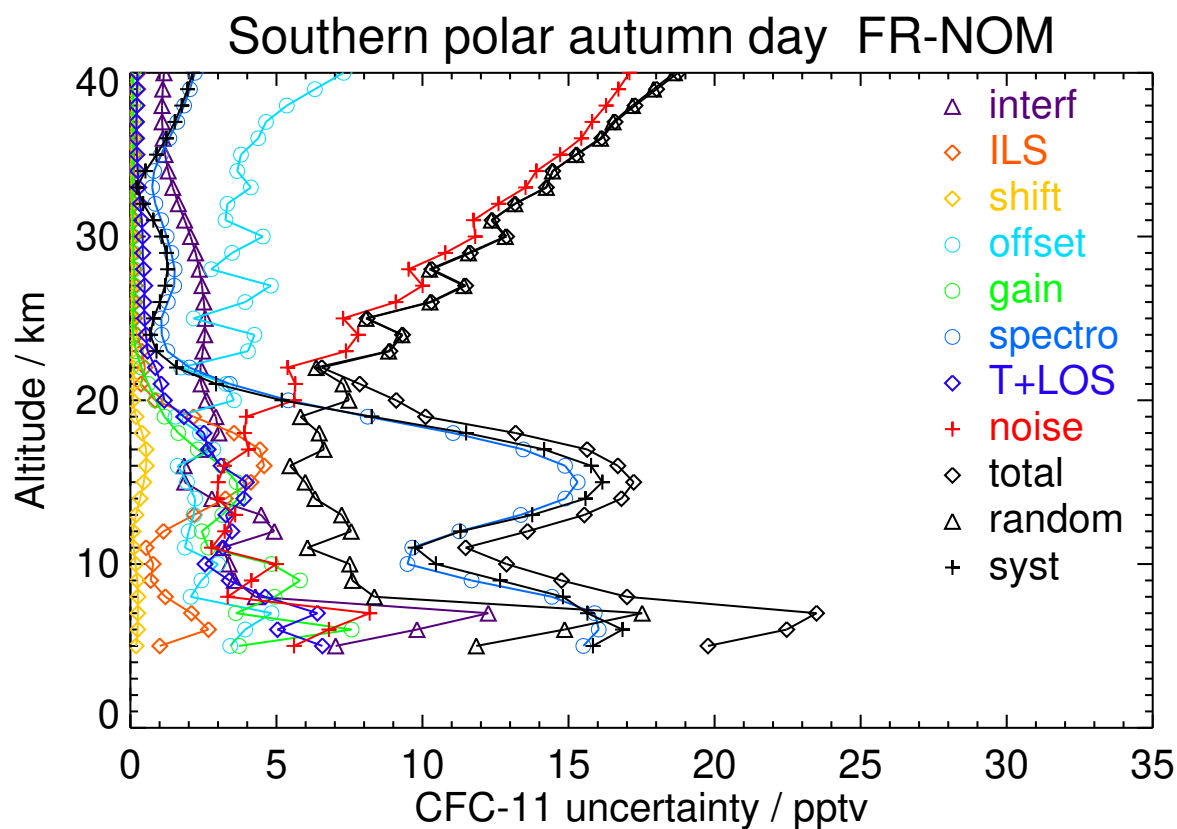 Southern polar autumn day FR-NOM
Altitude / km
40
30
20
10
0
interf
ILS
shift
offset
gain
spectro
T+LOS
noise
total
random
syst
0 5 10 15 20 25 30 35
CFC-11 uncertainty / pptv